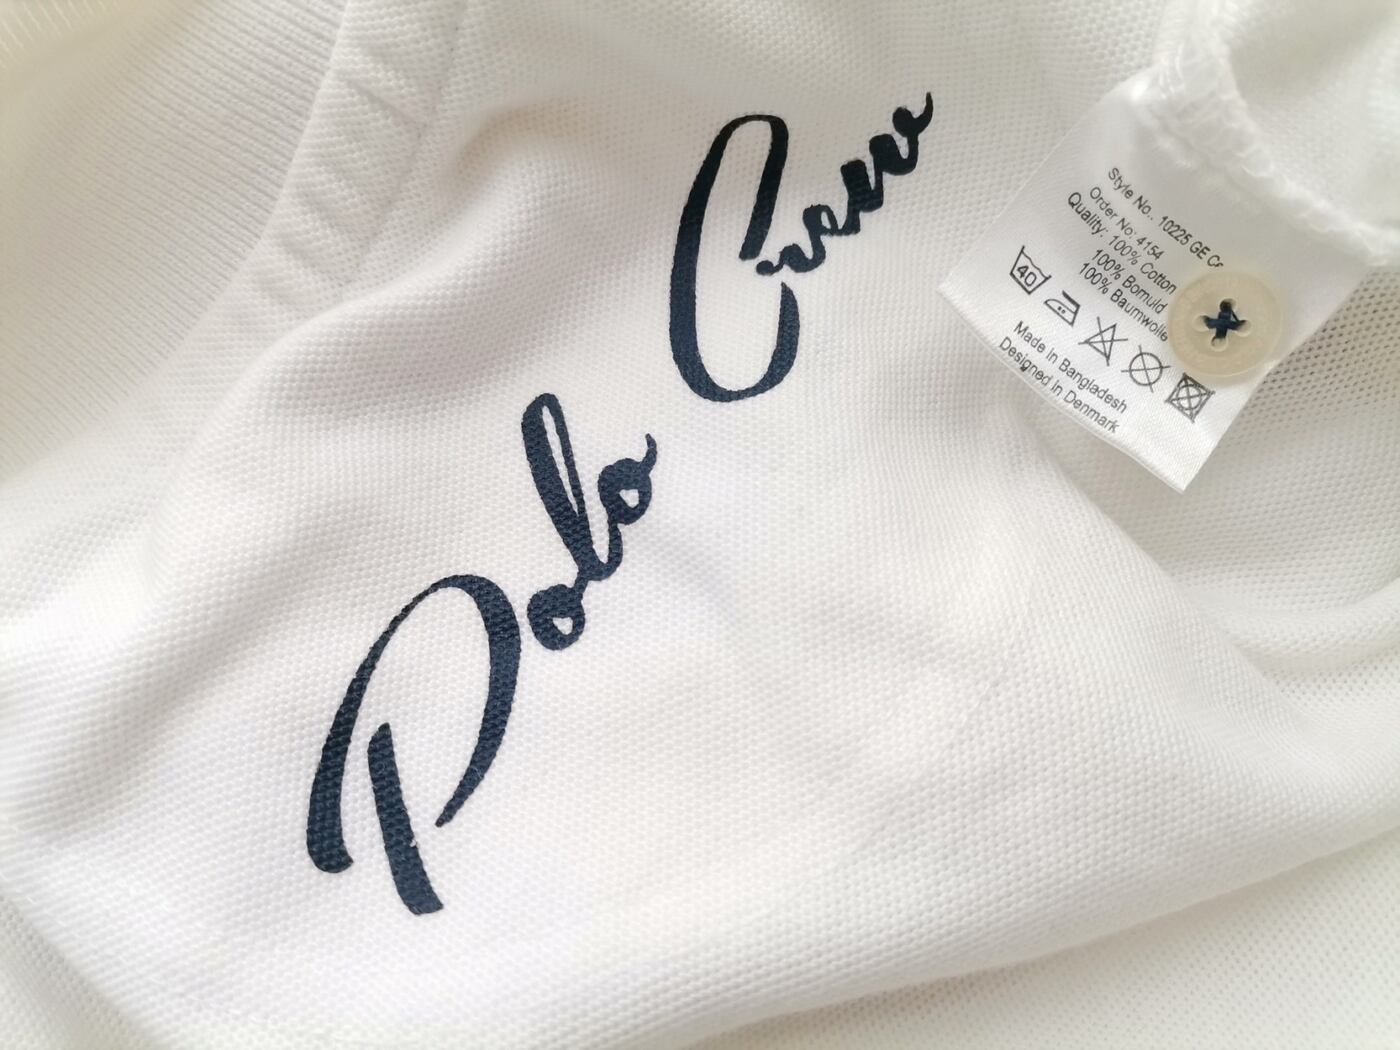 Polo
Style No.. 10225 GE
Order No: 4154
Quality: 100% Cotton
100% Bomuld
100% Baumwolle
40
Made in Bangladesh
Designed in Denmark